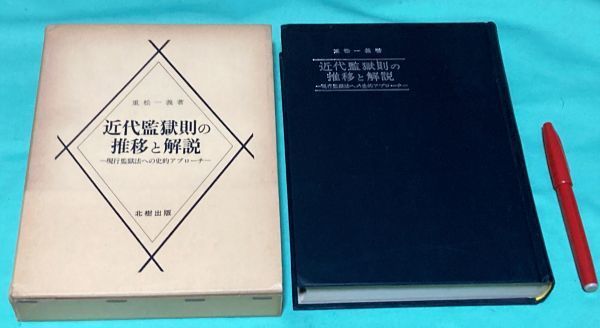 重松一義著
近代監獄則の
推移と解説
―現行監獄法への史的アプローチ―
北樹出版
重松一義著
近代監獄則の
推移と解説
―現行監獄法への史的アプローチ―